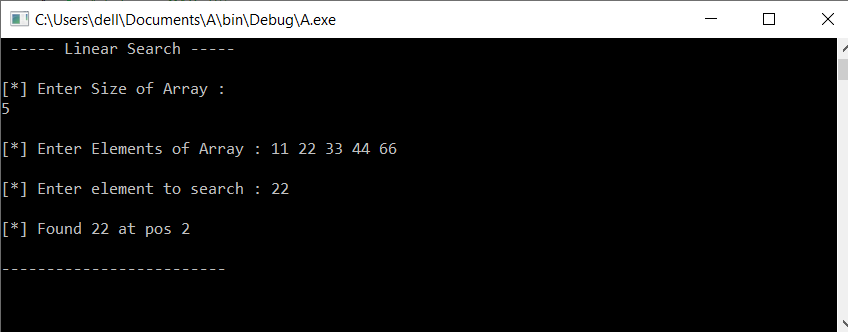 C:\Users\dell\Documents\A\bin\Debug\A.exe
----- Linear Search -----
[*] Enter Size of Array :
5
[*] Enter Elements of Array : 11 22 33 44 66
[*] Enter element to search : 22
[*] Found 22 at pos 2
-------------------------